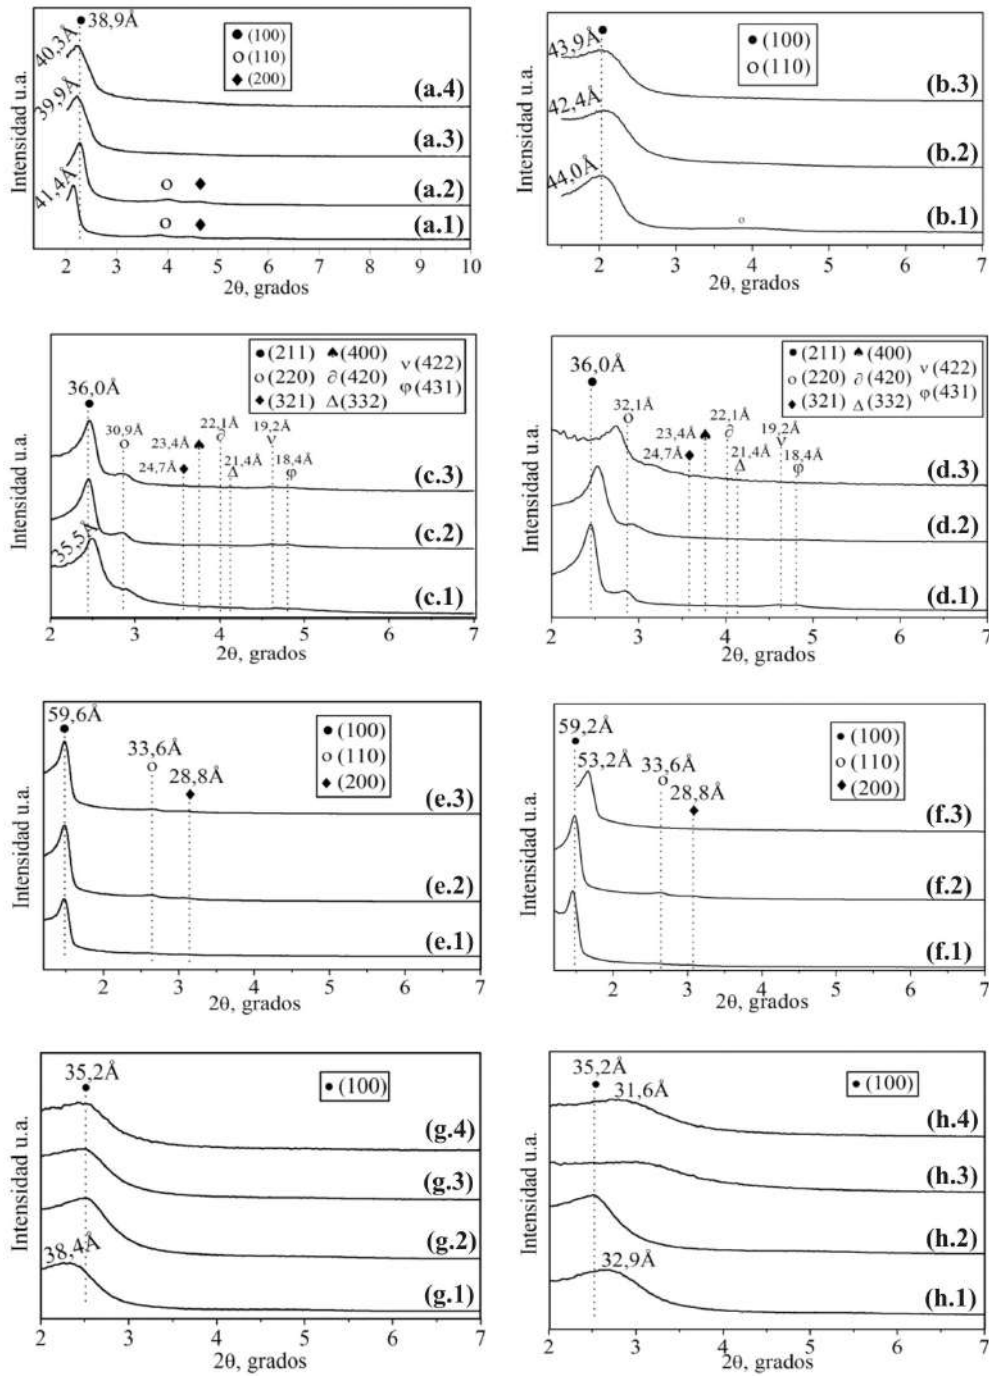 38,9Å
40,3Å
39,9Å
41,4Å
● (100)
○ (110)
◆ (200)
(a.4)
(a.3)
(a.2)
(a.1)
Intensidad u.a.
2 3 4 5 6 7 8 9 10
2θ, grados
43,9Å
42,4Å
44,0Å
● (100)
○ (110)
(b.3)
(b.2)
(b.1)
Intensidad u.a.
2 3 4 5 6 7
2θ, grados
● (211) ♠ (400)
ν (422)
○ (220) ∂ (420)
φ (431)
◆ (321) Δ (332)
36,0Å
30,9Å
24,7Å
23,4Å
22,1Å
∂
21,4Å
Δ
19,2Å
ν
18,4Å
φ
35,5Å
(c.3)
(c.2)
(c.1)
Intensidad u.a.
2 3 4 5 6 7
2θ, grados
● (211) ♠ (400)
ν (422)
○ (220) ∂ (420)
φ (431)
◆ (321) Δ (332)
36,0Å
32,1Å
24,7Å
23,4Å
22,1Å
∂
21,4Å
Δ
19,2Å
ν
18,4Å
φ
(d.3)
(d.2)
(d.1)
Intensidad u.a.
2 3 4 5 6 7
2θ, grados
59,6Å
33,6Å
28,8Å
● (100)
○ (110)
◆ (200)
(e.3)
(e.2)
(e.1)
Intensidad u.a.
2 3 4 5 6 7
2θ, grados
59,2Å
53,2Å
33,6Å
28,8Å
● (100)
○ (110)
◆ (200)
(f.3)
(f.2)
(f.1)
Intensidad u.a.
2 3 4 5 6 7
2θ, grados
35,2Å
38,4Å
● (100)
(g.4)
(g.3)
(g.2)
(g.1)
Intensidad u.a.
2 3 4 5 6 7
2θ, grados
35,2Å
31,6Å
32,9Å
● (100)
(h.4)
(h.3)
(h.2)
(h.1)
Intensidad u.a.
2 3 4 5 6 7
2θ, grados